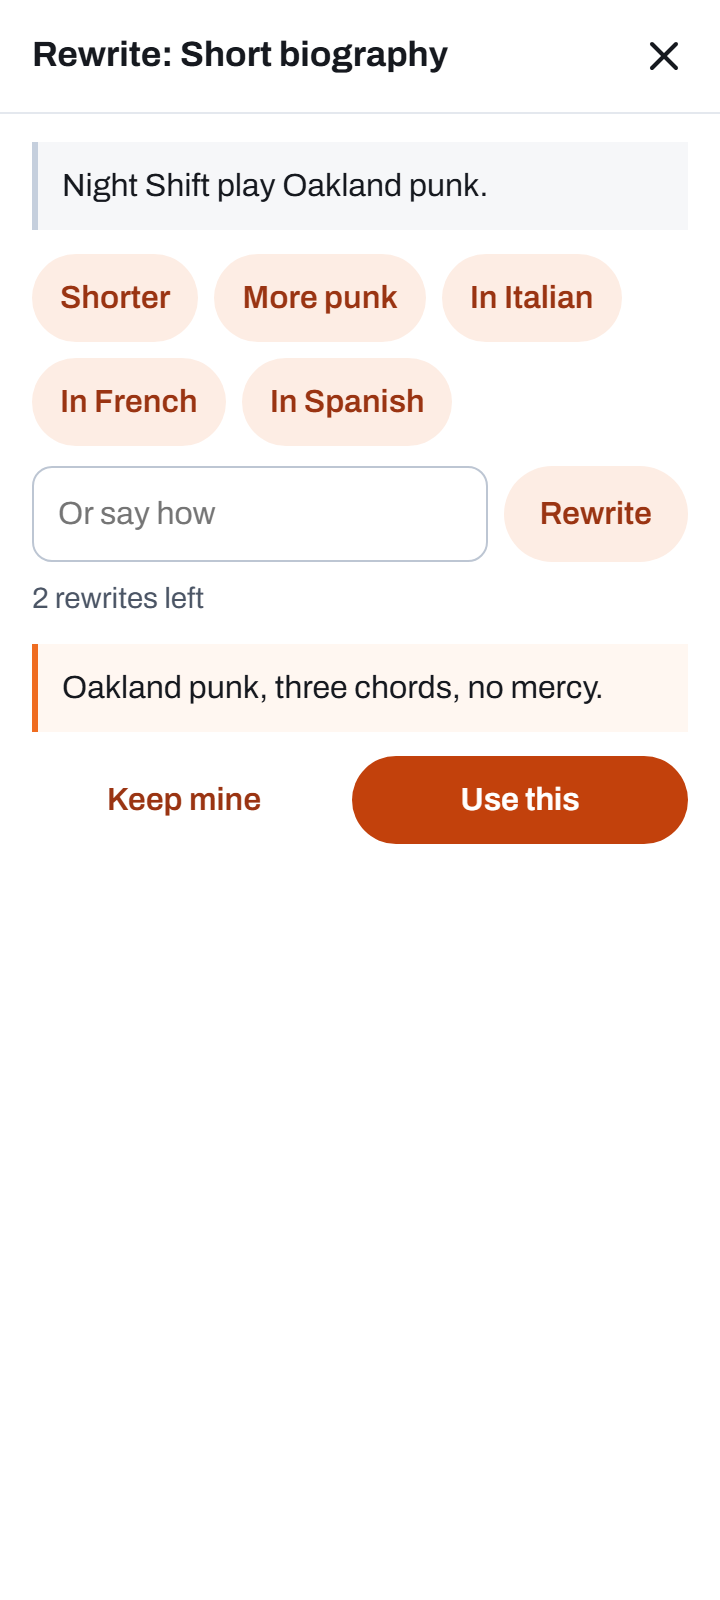 Rewrite: Short biography
Night Shift play Oakland punk.
Shorter
More punk
In Italian
In French
In Spanish
Or say how
Rewrite
2 rewrites left
Oakland punk, three chords, no mercy.
Keep mine
Use this